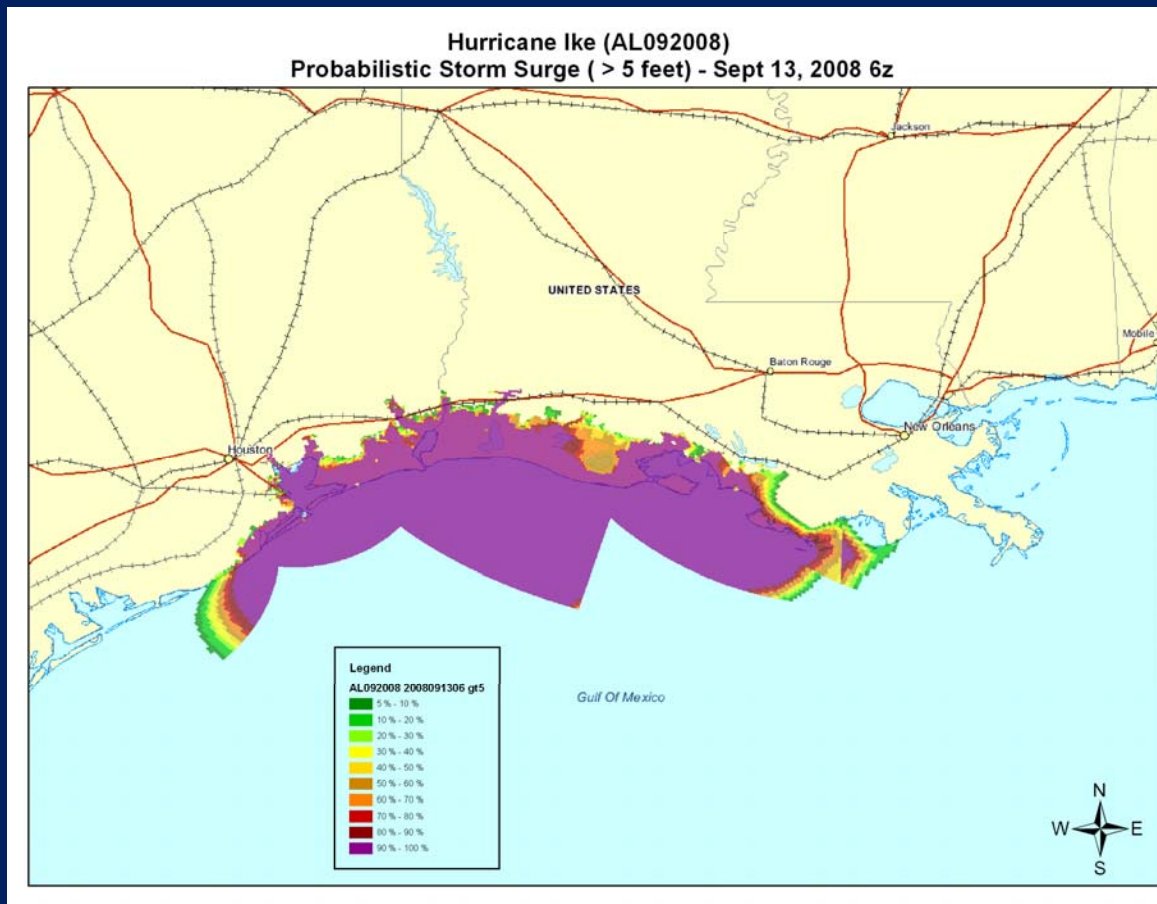 Hurricane Ike (AL092008)
Probabilistic Storm Surge ( > 5 feet) - Sept 13, 2008 6z
Jackson
UNITED STATES
Mobile
Baton Rouge
New Orleans
Houston
Legend
AL092008 2008091306 gt5
5 % - 10 %
10 % - 20 %
20 % - 30 %
30 % - 40 %
40 % - 50 %
50 % - 60 %
60 % - 70 %
70 % - 80 %
80 % - 90 %
90 % - 100 %
Gulf Of Mexico
N
W E
S